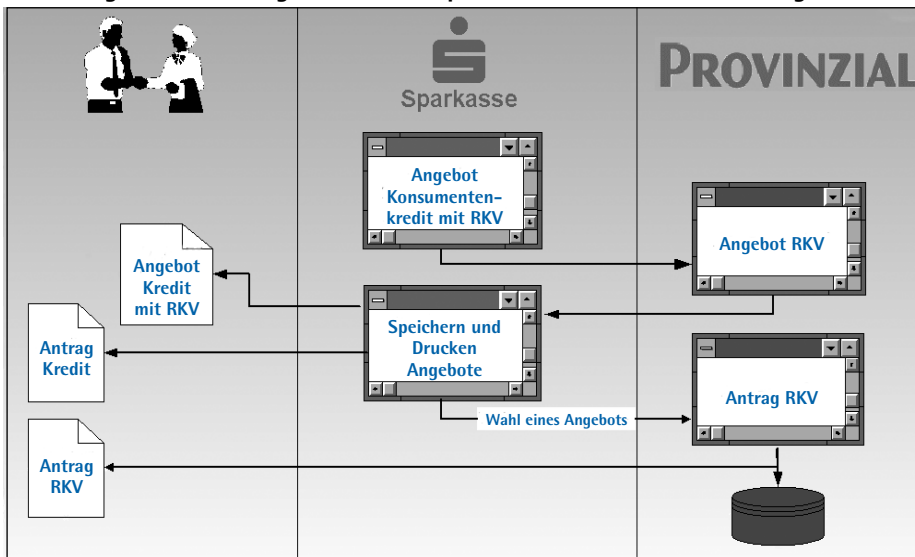 Sparkasse
PROVINZIAL
Angebot
Konsumenten-
kredit mit RKV
Angebot RKV
Angebot
Kredit
mit RKV
Speichern und
Drucken
Angebote
Antrag
Kredit
Antrag RKV
Wahl eines Angebots
Antrag
RKV